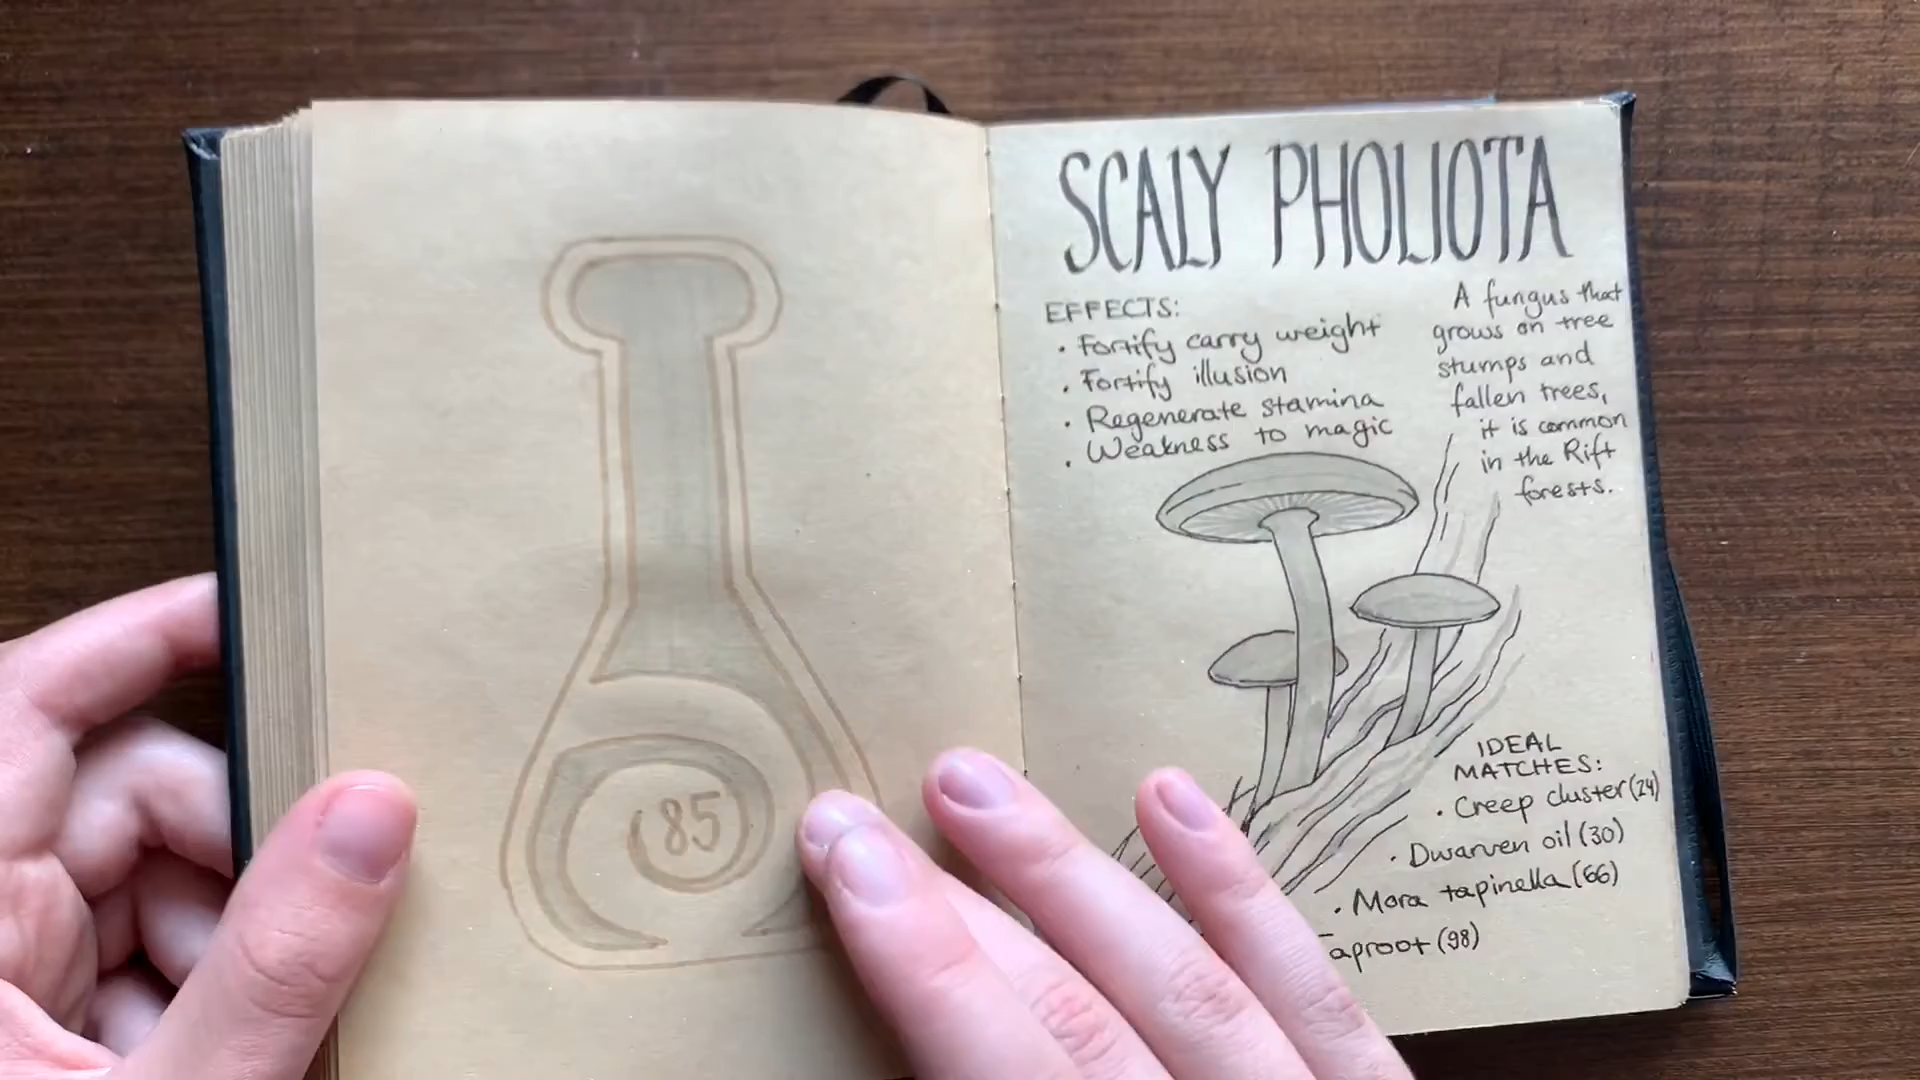 85
SCALY PHOLIOTA
EFFECTS:
• Fortify carry weight
• Fortify illusion
• Regenerate stamina
• Weakness to magic
A fungus that
grows on tree
stumps and
fallen trees,
it is common
in the Rift
forests.
IDEAL
MATCHES:
• Creep cluster (24)
• Dwarven oil (30)
• Mora tapinella (66)
Taproot (98)